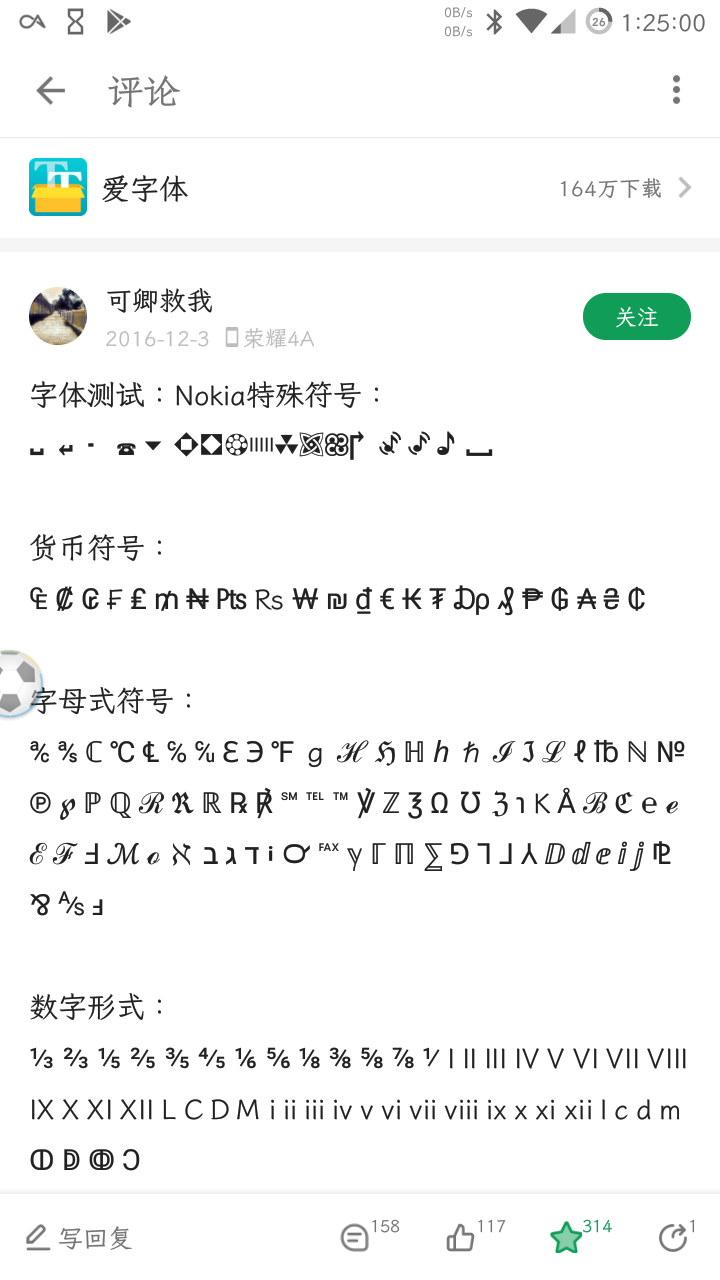 0B/s
0B/s
26
1:25:00
评论
爱字体
164万下载
可卿救我
关注
2016-12-3 荣耀4A
字体测试：Nokia特殊符号：
货币符号：
₠ ₡ ₢ ₣ ₤ ₥ ₦ ₧ ₨ ₩ ₪ ₫ € ₭ ₮ ₯ ₰ ₱ ₲ ₳ ₴ ₵
字母式符号：
℀ ℁ ℂ ℃ ℄ ℅ ℆ ℇ ℈ ℉ ℊ ℋ ℌ ℍ ℎ ℏ ℐ ℑ ℒ ℓ ℔ ℕ №
℗ ℘ ℙ ℚ ℛ ℜ ℝ ℞ ℟ ℠ ℡ ™ ℣ ℤ ℥ Ω ℧ ℨ ℩ K Å ℬ ℭ ℮ ℯ
ℰ ℱ Ⅎ ℳ ℴ ℵ ℶ ℷ ℸ ℹ ℺ ℻ ℽ ℾ ℿ ⅀ ⅁ ⅂ ⅃ ⅄ ⅅ ⅆ ⅇ ⅈ ⅉ ⅊
⅋ ⅍ ⅎ
数字形式：
⅓ ⅔ ⅕ ⅖ ⅗ ⅘ ⅙ ⅚ ⅛ ⅜ ⅝ ⅞ ⅟ Ⅰ Ⅱ Ⅲ Ⅳ Ⅴ Ⅵ Ⅶ Ⅷ
Ⅸ Ⅹ Ⅺ Ⅻ Ⅼ Ⅽ Ⅾ Ⅿ ⅰ ⅱ ⅲ ⅳ ⅴ ⅵ ⅶ ⅷ ⅸ ⅹ ⅺ ⅻ ⅼ ⅽ ⅾ ⅿ
ↀ ↁ ↂ Ↄ
写回复
158
117
314
1